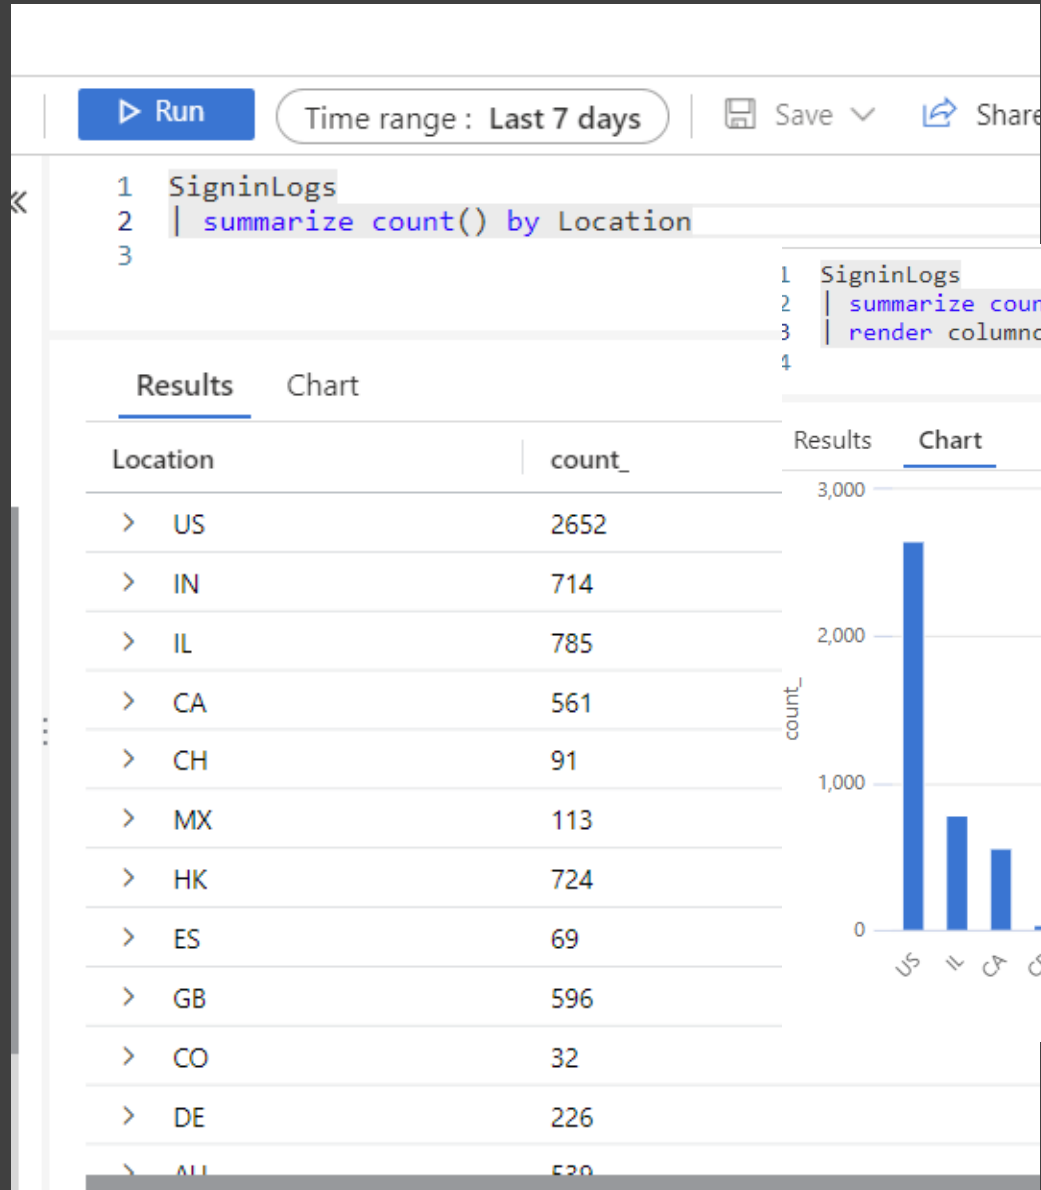 Run
Time range : Last 7 days
Save
Share
1 SigninLogs
2 | summarize count() by Location
3
Results Chart
Location count_
US 2652
IN 714
IL 785
CA 561
CH 91
MX 113
HK 724
ES 69
GB 596
CO 32
DE 226
AU 539
1 SigninLogs
2 | summarize
3 | render
4
Results Chart
3,000
2,000
1,000
0
count_
US IL CA